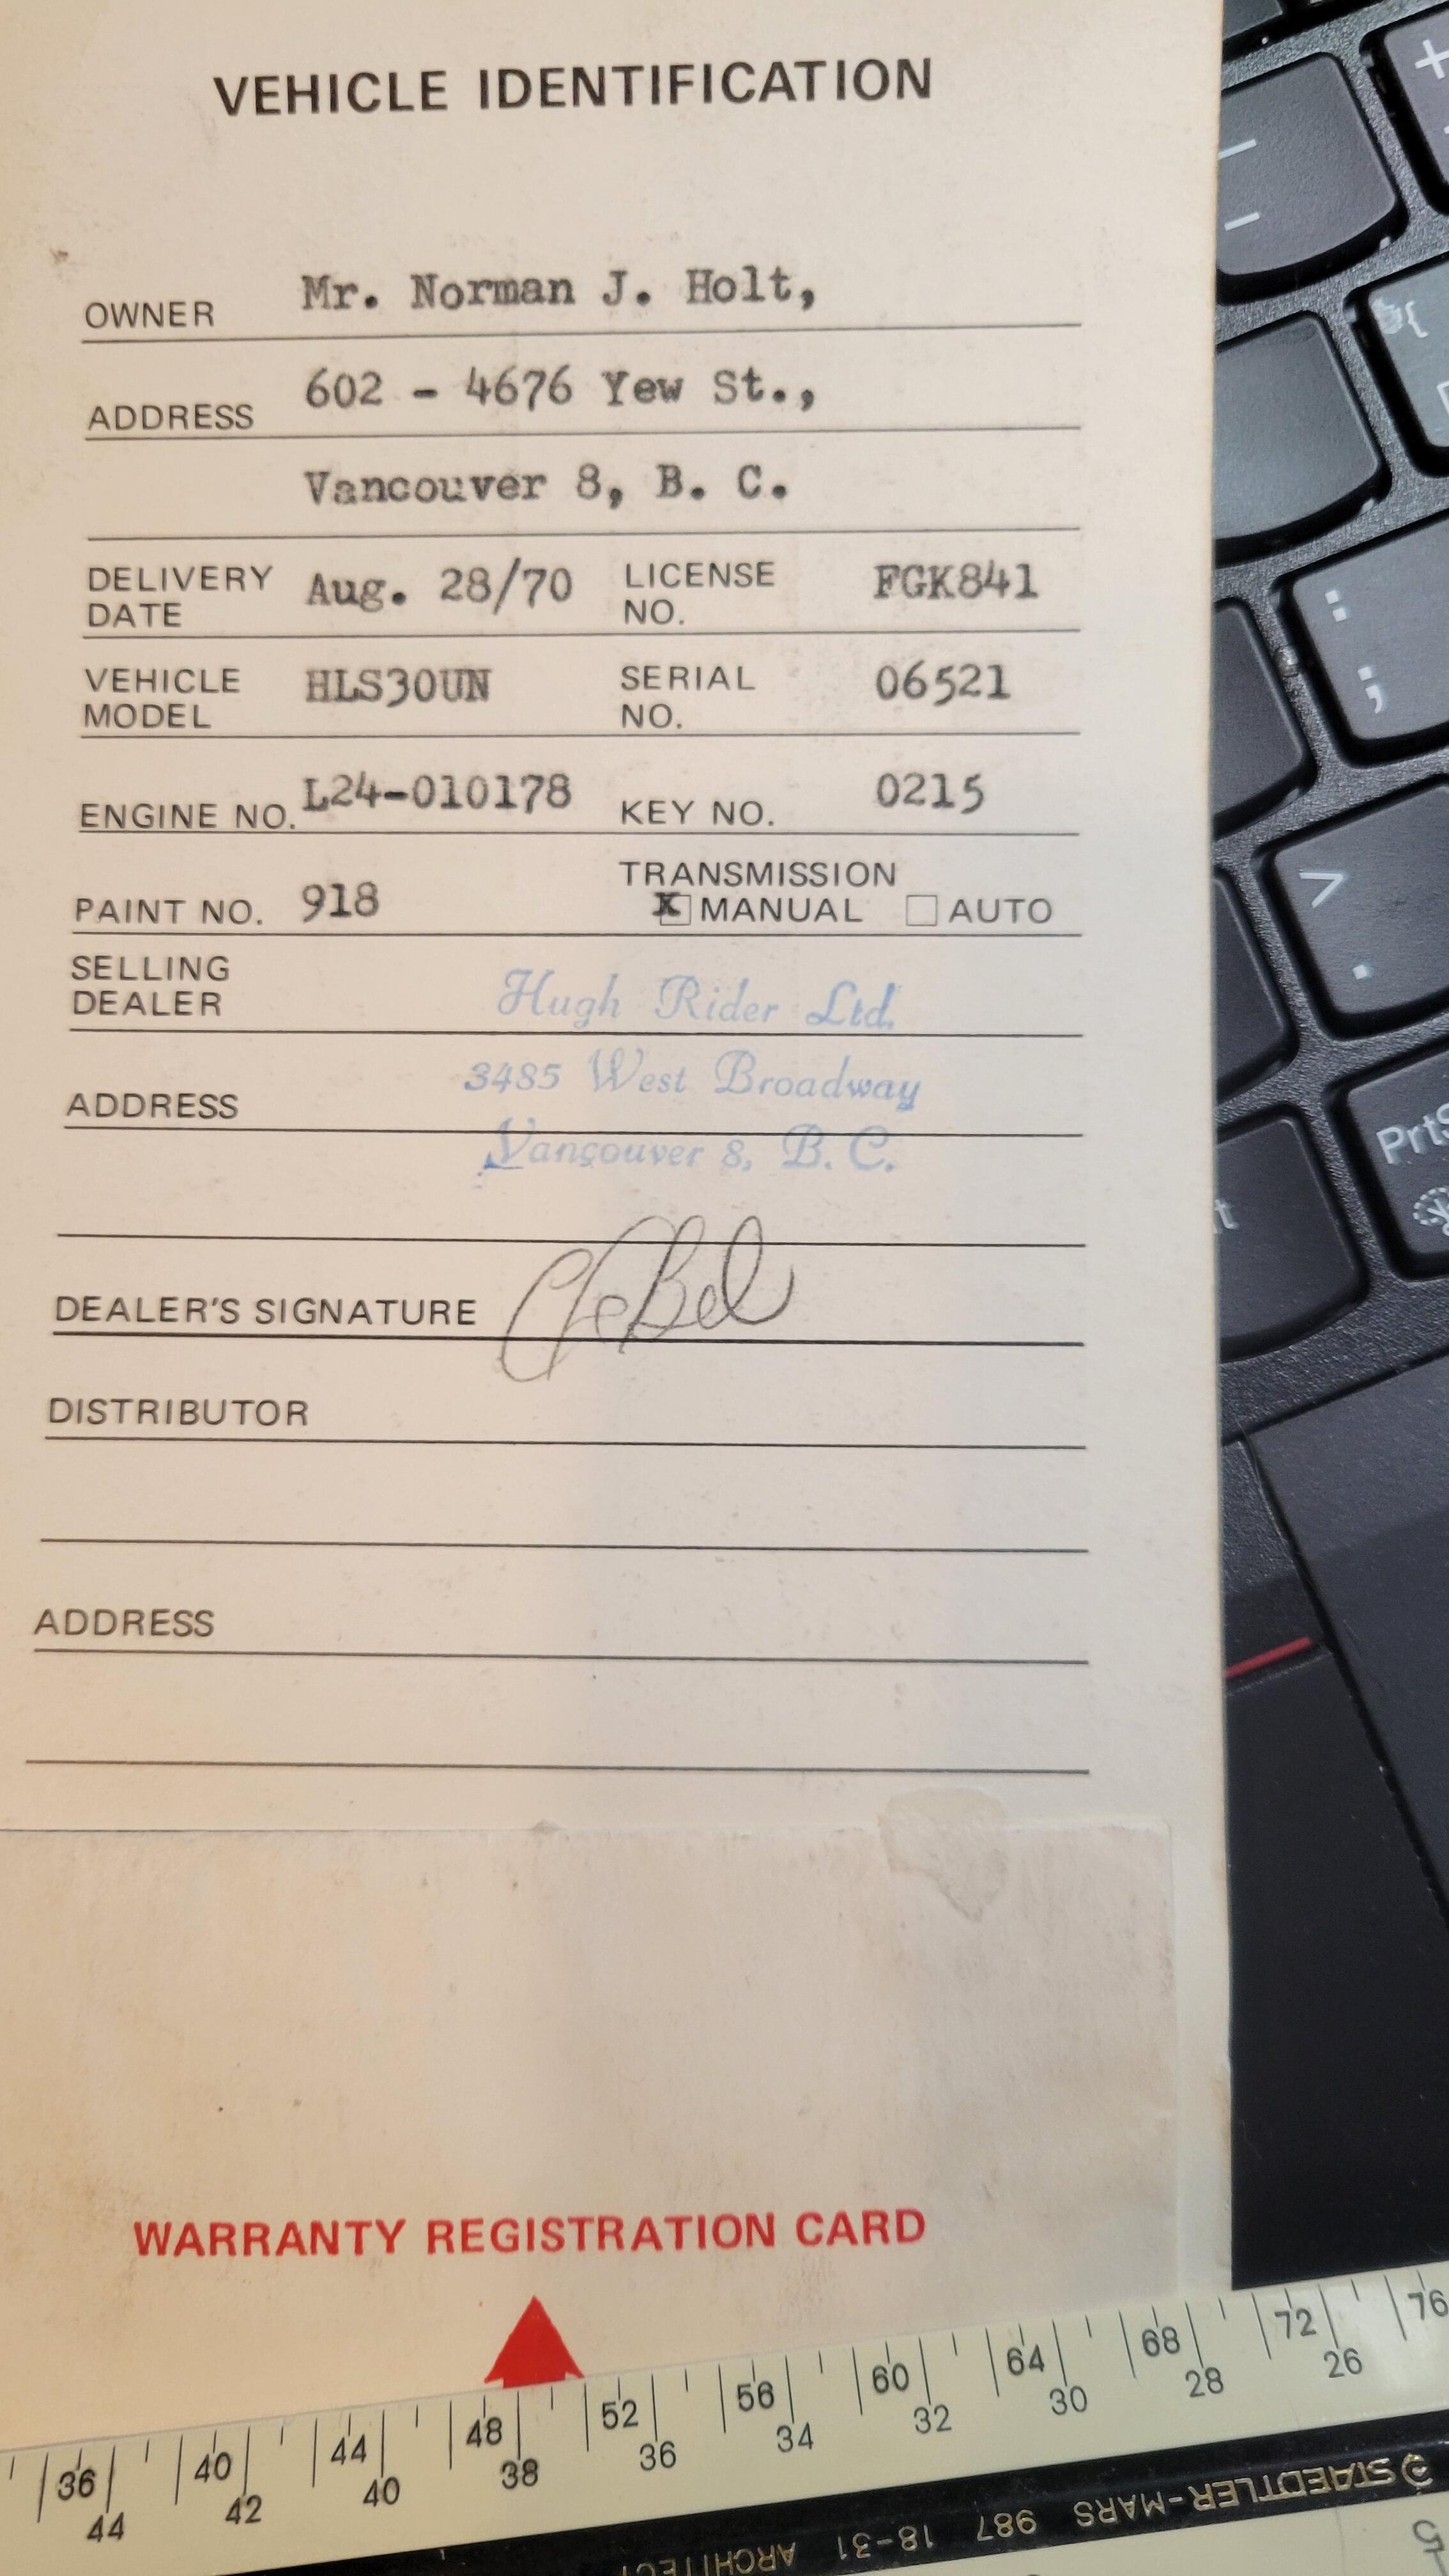 VEHICLE IDENTIFICATION
OWNER Mr. Norman J. Holt,
ADDRESS 602 - 4676 Yew St.,
Vancouver 8, B. C.
DELIVERY DATE Aug. 28/70 LICENSE NO. FGK841
VEHICLE MODEL HLS30UN SERIAL NO. 06521
ENGINE NO. L24-010178 KEY NO. 0215
PAINT NO. 918 TRANSMISSION
X MANUAL AUTO
SELLING DEALER Hugh Rider Ltd.
ADDRESS 3485 West Broadway
Vancouver 8, B. C.
DEALER'S SIGNATURE
DISTRIBUTOR
ADDRESS
WARRANTY REGISTRATION CARD
36 40 44 48 52 56 60 64 68 72 76
44 42 40 38 36 34 32 30 28 26
STAEDTLER-MARS 987 18-31 ARCHITECT
+
-
{
:
;
>
.
PrtS